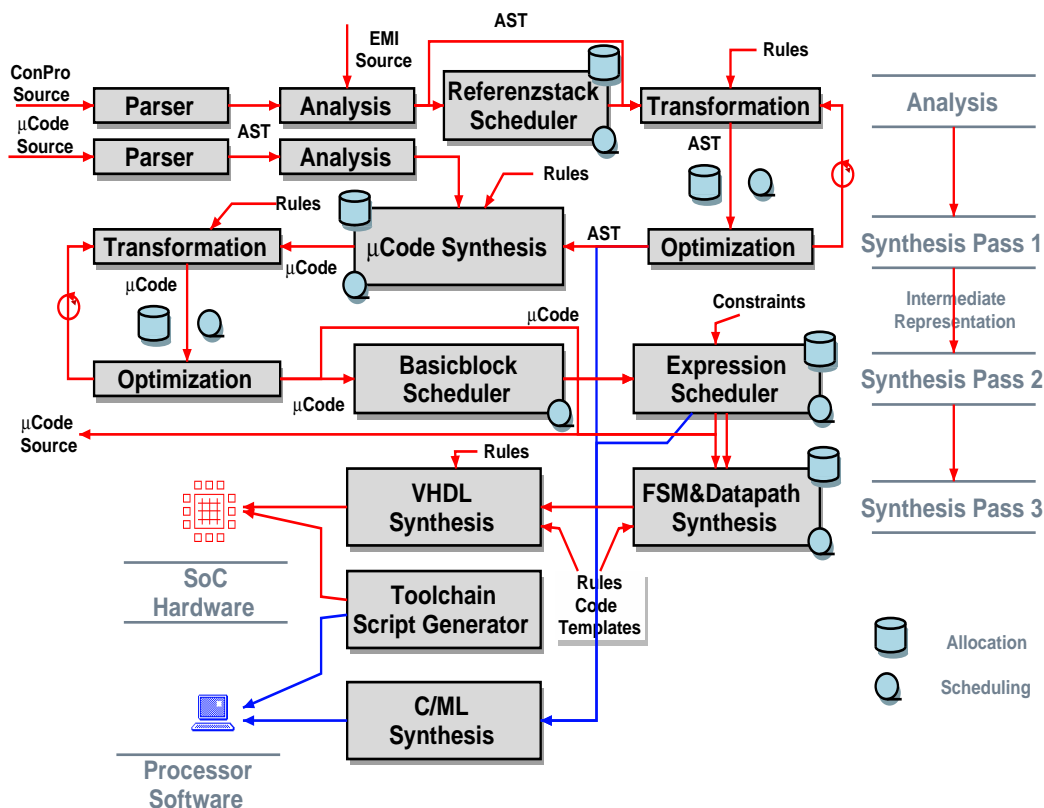 AST
EMI
Source
Rules
ConPro
Source
Parser
Analysis
Referenzstack
Scheduler
Transformation
Analysis
μCode
Source
AST
Parser
Analysis
AST
Rules
Rules
Transformation
μCode
μCode Synthesis
AST
Optimization
Synthesis Pass 1
μCode
Intermediate
Representation
Constraints
μCode
Optimization
μCode
Basicblock
Scheduler
Expression
Scheduler
Synthesis Pass 2
μCode
Source
Rules
VHDL
Synthesis
FSM&Datapath
Synthesis
Synthesis Pass 3
SoC
Hardware
Toolchain
Script Generator
Rules
Code
Templates
Allocation
Scheduling
C/ML
Synthesis
Processor
Software